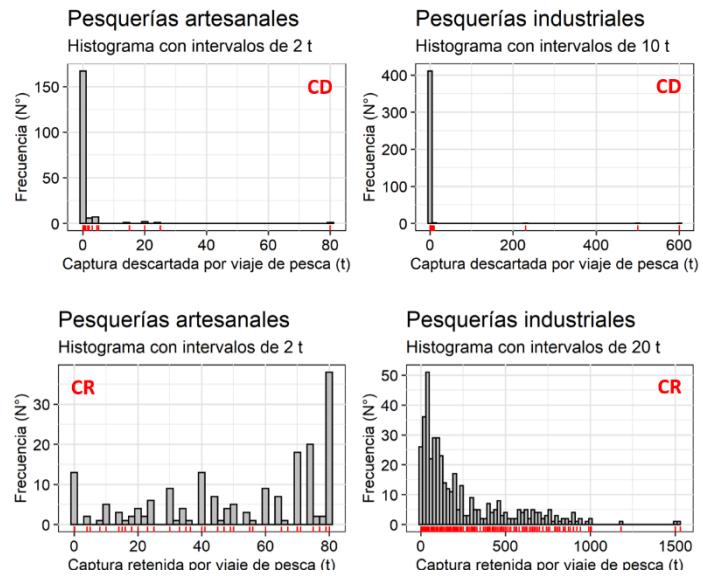 Pesquerías artesanales
Histograma con intervalos de 2 t
CD
Frecuencia (N°)
150
100
50
0
0 20 40 60 80
Captura descartada por viaje de pesca (t)
Pesquerías industriales
Histograma con intervalos de 10 t
CD
Frecuencia (N°)
400
300
200
100
0
0 200 400 600
Captura descartada por viaje de pesca (t)
Pesquerías artesanales
Histograma con intervalos de 2 t
CR
Frecuencia (N°)
30
20
10
0
0 20 40 60 80
Captura retenida por viaje de pesca (t)
Pesquerías industriales
Histograma con intervalos de 20 t
CR
Frecuencia (N°)
50
40
30
20
10
0
0 500 1000 1500
Captura retenida por viaje de pesca (t)